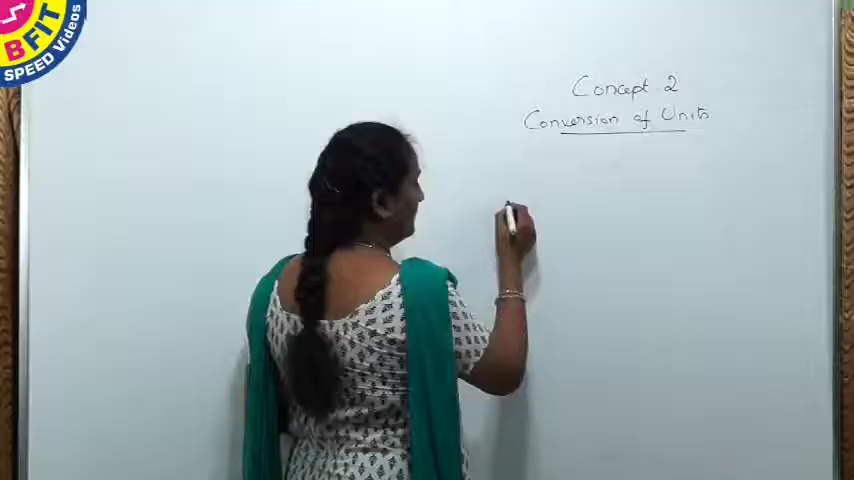 BFIT
SPEED Videos
Concept 2
Conversion of Units